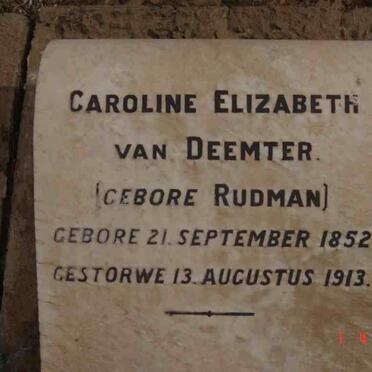 CAROLINE ELIZABETH
VAN DEEMTER.
(GEBORE RUDMAN)
GEBORE 21. SEPTEMBER 1852
GESTORWE 13. AUGUSTUS 1913.